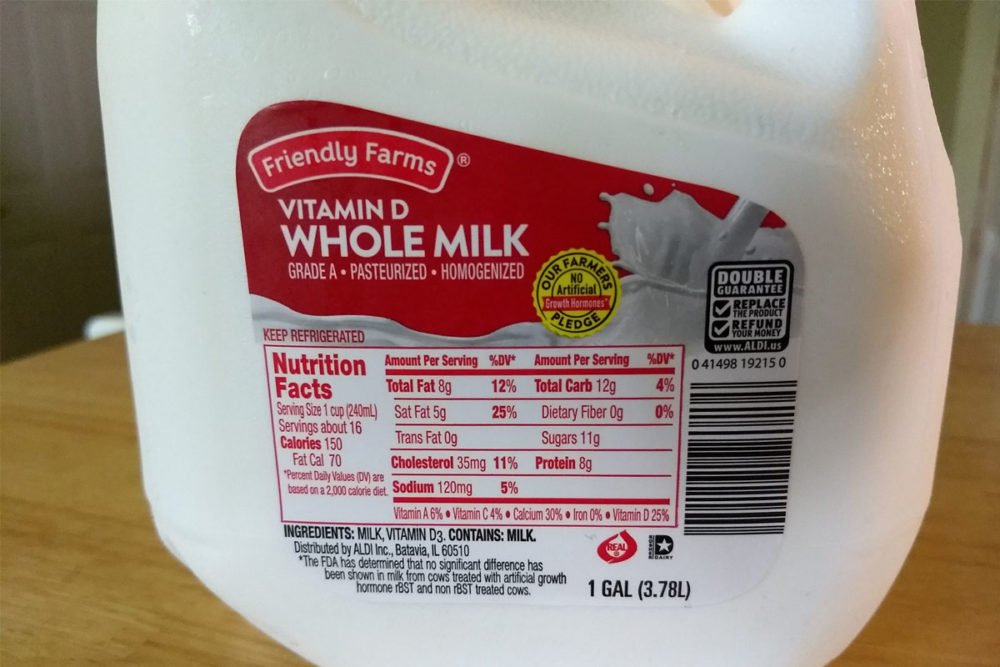 Friendly Farms ®
VITAMIN D
WHOLE MILK
GRADE A • PASTEURIZED • HOMOGENIZED
OUR FARMERS
NO
Artificial
Growth Hormones*
PLEDGE
DOUBLE
GUARANTEE
REPLACE
THE PRODUCT
REFUND
YOUR MONEY
www.ALDI.us
0 41498 19215 0
KEEP REFRIGERATED
Nutrition
Facts
Serving Size 1 cup (240mL)
Servings about 16
Calories 150
Fat Cal 70
*Percent Daily Values (DV) are
based on a 2,000 calorie diet.
Amount Per Serving %DV* Amount Per Serving %DV*
Total Fat 8g 12% Total Carb 12g 4%
Sat Fat 5g 25% Dietary Fiber 0g 0%
Trans Fat 0g Sugars 11g
Cholesterol 35mg 11% Protein 8g
Sodium 120mg 5%
Vitamin A 6% • Vitamin C 4% • Calcium 30% • Iron 0% • Vitamin D 25%
INGREDIENTS: MILK, VITAMIN D3. CONTAINS: MILK.
Distributed by ALDI Inc., Batavia, IL 60510
*The FDA has determined that no significant difference has
been shown in milk from cows treated with artificial growth
hormone rBST and non rBST treated cows.
REAL
DAIRY
1 GAL (3.78L)